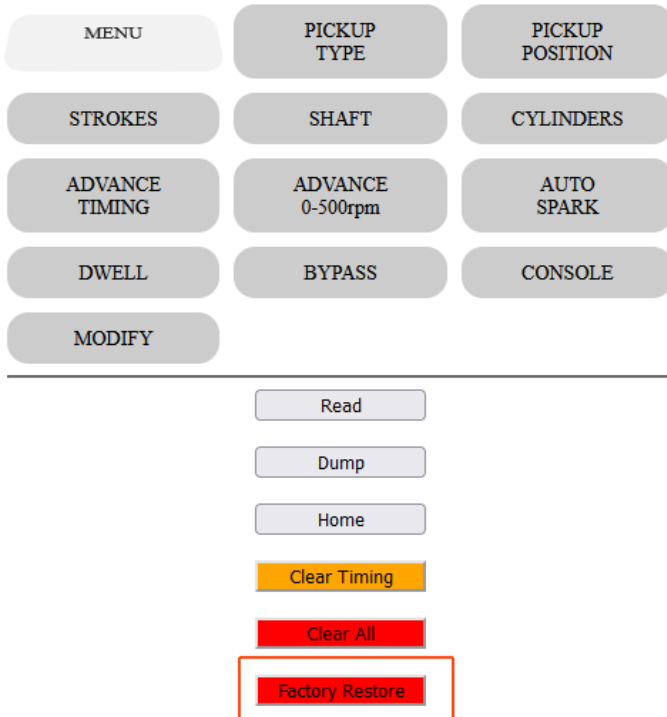 MENU
PICKUP
TYPE
PICKUP
POSITION
STROKES
SHAFT
CYLINDERS
ADVANCE
TIMING
ADVANCE
0-500rpm
AUTO
SPARK
DWELL
BYPASS
CONSOLE
MODIFY
Read
Dump
Home
Clear Timing
Clear All
Factory Restore